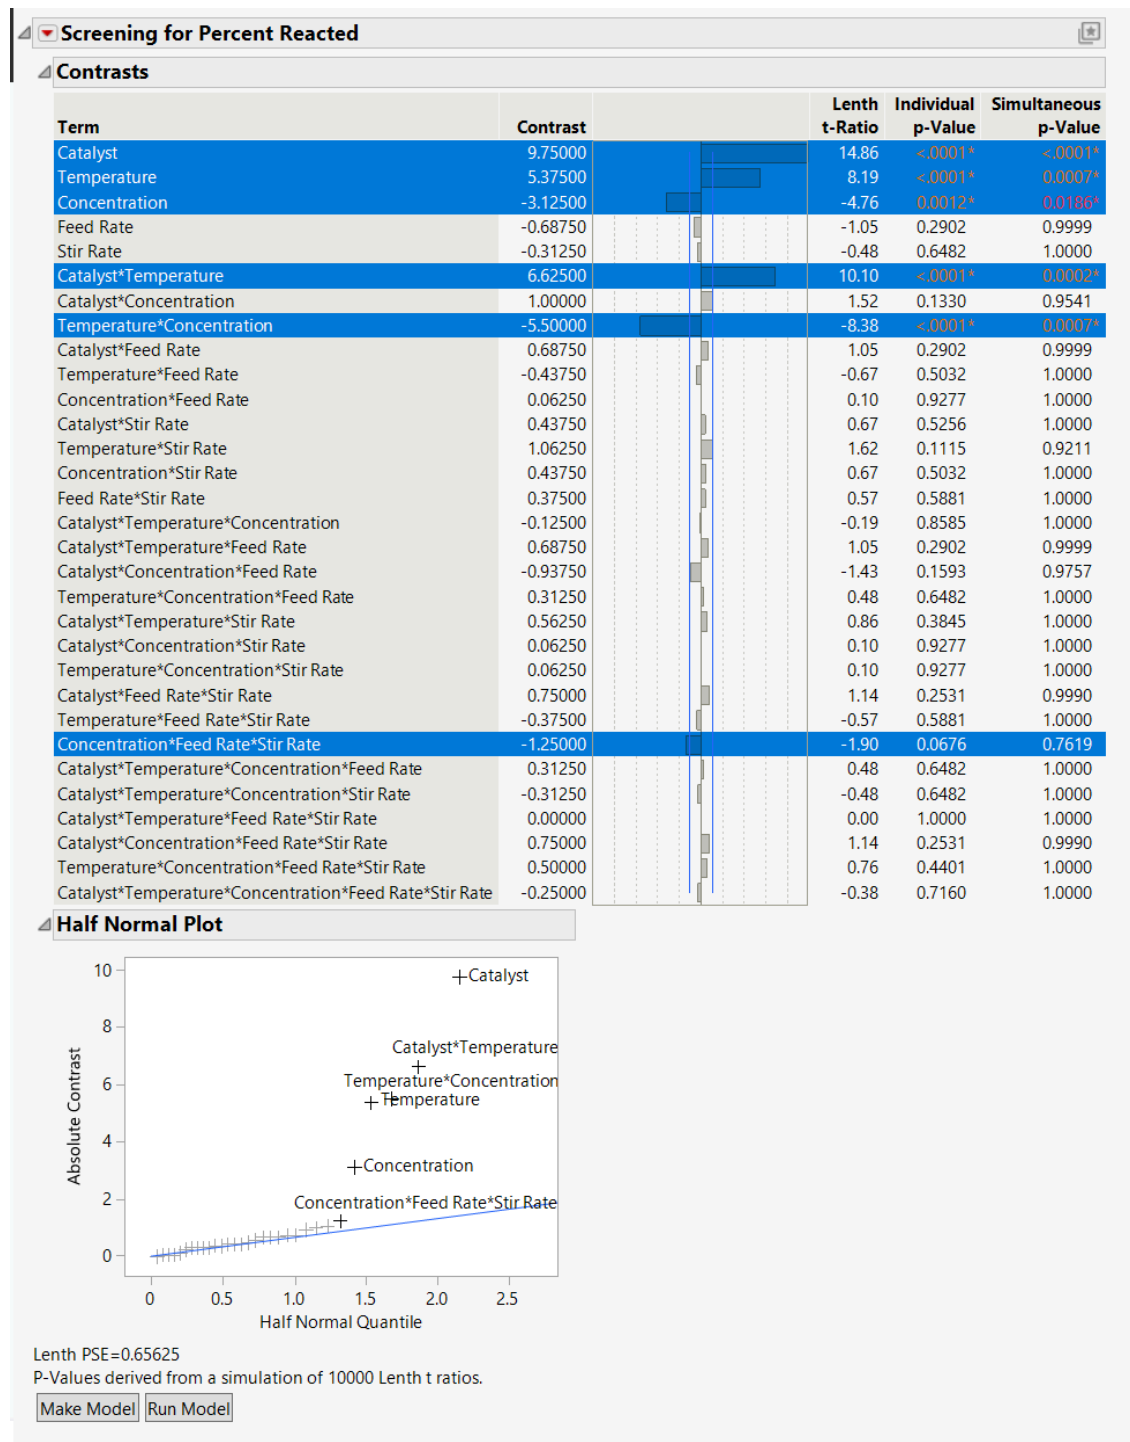 Screening for Percent Reacted
Contrasts
Term Contrast Lenth t-Ratio Individual p-Value Simultaneous p-Value
Catalyst 9.75000 14.86 <.0001* <.0001*
Temperature 5.37500 8.19 <.0001* 0.0007*
Concentration -3.12500 -4.76 0.0012* 0.0186*
Feed Rate -0.68750 -1.05 0.2902 0.9999
Stir Rate -0.31250 -0.48 0.6482 1.0000
Catalyst*Temperature 6.62500 10.10 <.0001* 0.0002*
Catalyst*Concentration 1.00000 1.52 0.1330 0.9541
Temperature*Concentration -5.50000 -8.38 <.0001* 0.0007*
Catalyst*Feed Rate 0.68750 1.05 0.2902 0.9999
Temperature*Feed Rate -0.43750 -0.67 0.5032 1.0000
Concentration*Feed Rate 0.06250 0.10 0.9277 1.0000
Catalyst*Stir Rate 0.43750 0.67 0.5256 1.0000
Temperature*Stir Rate 1.06250 1.62 0.1115 0.9211
Concentration*Stir Rate 0.43750 0.67 0.5032 1.0000
Feed Rate*Stir Rate 0.37500 0.57 0.5881 1.0000
Catalyst*Temperature*Concentration -0.12500 -0.19 0.8585 1.0000
Catalyst*Temperature*Feed Rate 0.68750 1.05 0.2902 0.9999
Catalyst*Concentration*Feed Rate -0.93750 -1.43 0.1593 0.9757
Temperature*Concentration*Feed Rate 0.31250 0.48 0.6482 1.0000
Catalyst*Temperature*Stir Rate 0.56250 0.86 0.3845 1.0000
Catalyst*Concentration*Stir Rate 0.06250 0.10 0.9277 1.0000
Temperature*Concentration*Stir Rate 0.06250 0.10 0.9277 1.0000
Catalyst*Feed Rate*Stir Rate 0.75000 1.14 0.2531 0.9990
Temperature*Feed Rate*Stir Rate -0.37500 -0.57 0.5881 1.0000
Concentration*Feed Rate*Stir Rate -1.25000 -1.90 0.0676 0.7619
Catalyst*Temperature*Concentration*Feed Rate 0.31250 0.48 0.6482 1.0000
Catalyst*Temperature*Concentration*Stir Rate -0.31250 -0.48 0.6482 1.0000
Catalyst*Temperature*Feed Rate*Stir Rate 0.00000 0.00 1.0000 1.0000
Catalyst*Concentration*Feed Rate*Stir Rate 0.75000 1.14 0.2531 0.9990
Temperature*Concentration*Feed Rate*Stir Rate 0.50000 0.76 0.4401 1.0000
Catalyst*Temperature*Concentration*Feed Rate*Stir Rate -0.25000 -0.38 0.7160 1.0000
Half Normal Plot
Absolute Contrast
10
8
6
4
2
0
Catalyst
Catalyst*Temperature
Temperature*Concentration
Temperature
Concentration
Concentration*Feed Rate*Stir Rate
0 0.5 1.0 1.5 2.0 2.5
Half Normal Quantile
Lenth PSE=0.65625
P-Values derived from a simulation of 10000 Lenth t ratios.
Make Model Run Model